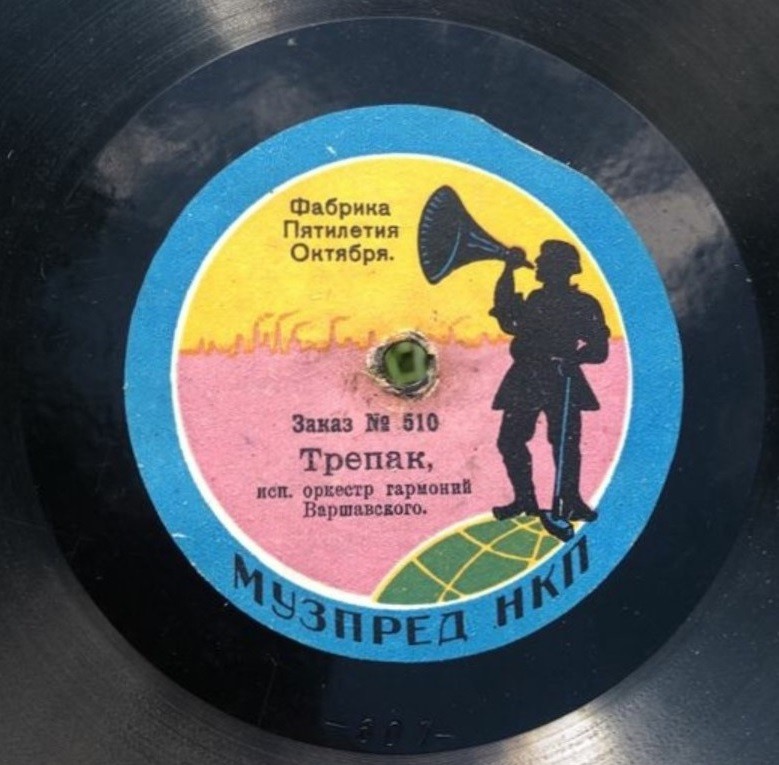 Фабрика
Пятилетия
Октября.
Заказ № 510
Трепак,
исп. оркестр гармоний
Варшавского.
МУЗПРЕД НКП